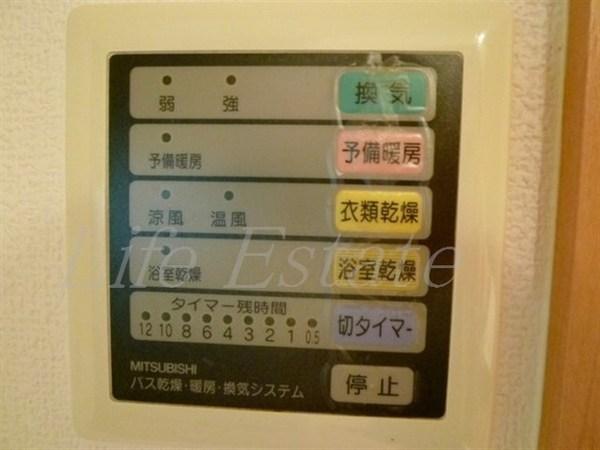 弱 強 換気
予備暖房 予備暖房
涼風 温風 衣類乾燥
浴室乾燥 浴室乾燥
タイマー残時間
12 10 8 6 4 3 2 1 0.5 切タイマー
MITSUBISHI
バス乾燥・暖房・換気システム 停止
Life Estate